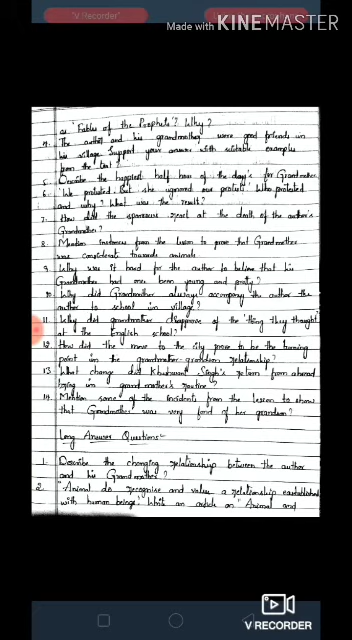 "V Recorder"
"V Recorder"
Made with KINEMASTER
as 'Fables of the Prophets'? Why?
4. The author and his grandmother were good friends in
his village. Support your answer with suitable examples
from the text?
5. Describe the happiest half hour of the day's for Grandmother
6. 'We protested. But she ignored our protests' Who protested
and why? What was the result?
7. How did the sparrows react at the death of the author's
Grandmother?
8. Mention instances from the lesson to prove that Grandmother
was considerate towards animals
9. Why was it hard for the author to believe that his
Grandmother had once been young and pretty?
10. Why did Grandmother always accompany the author the
author to school in village?
11. Why did grandmother disapprove of the 'thing they thought'
at the English school?
12. How did the move to the city prove to be the turning
point in the grandmother-grandson relationship?
13. What change did Khushwant Singh's return from abroad
bring in grandmother's routine?
14. Mention some of the incidents from the lesson to show
that Grandmother was very fond of her grandson?
Long Answer Questions
1. Describe the changing relationship between the author
and his Grandmother?
2. "Animal do recognise and value a relationship established
with human beings' Write an article on "Animal and
V RECORDER